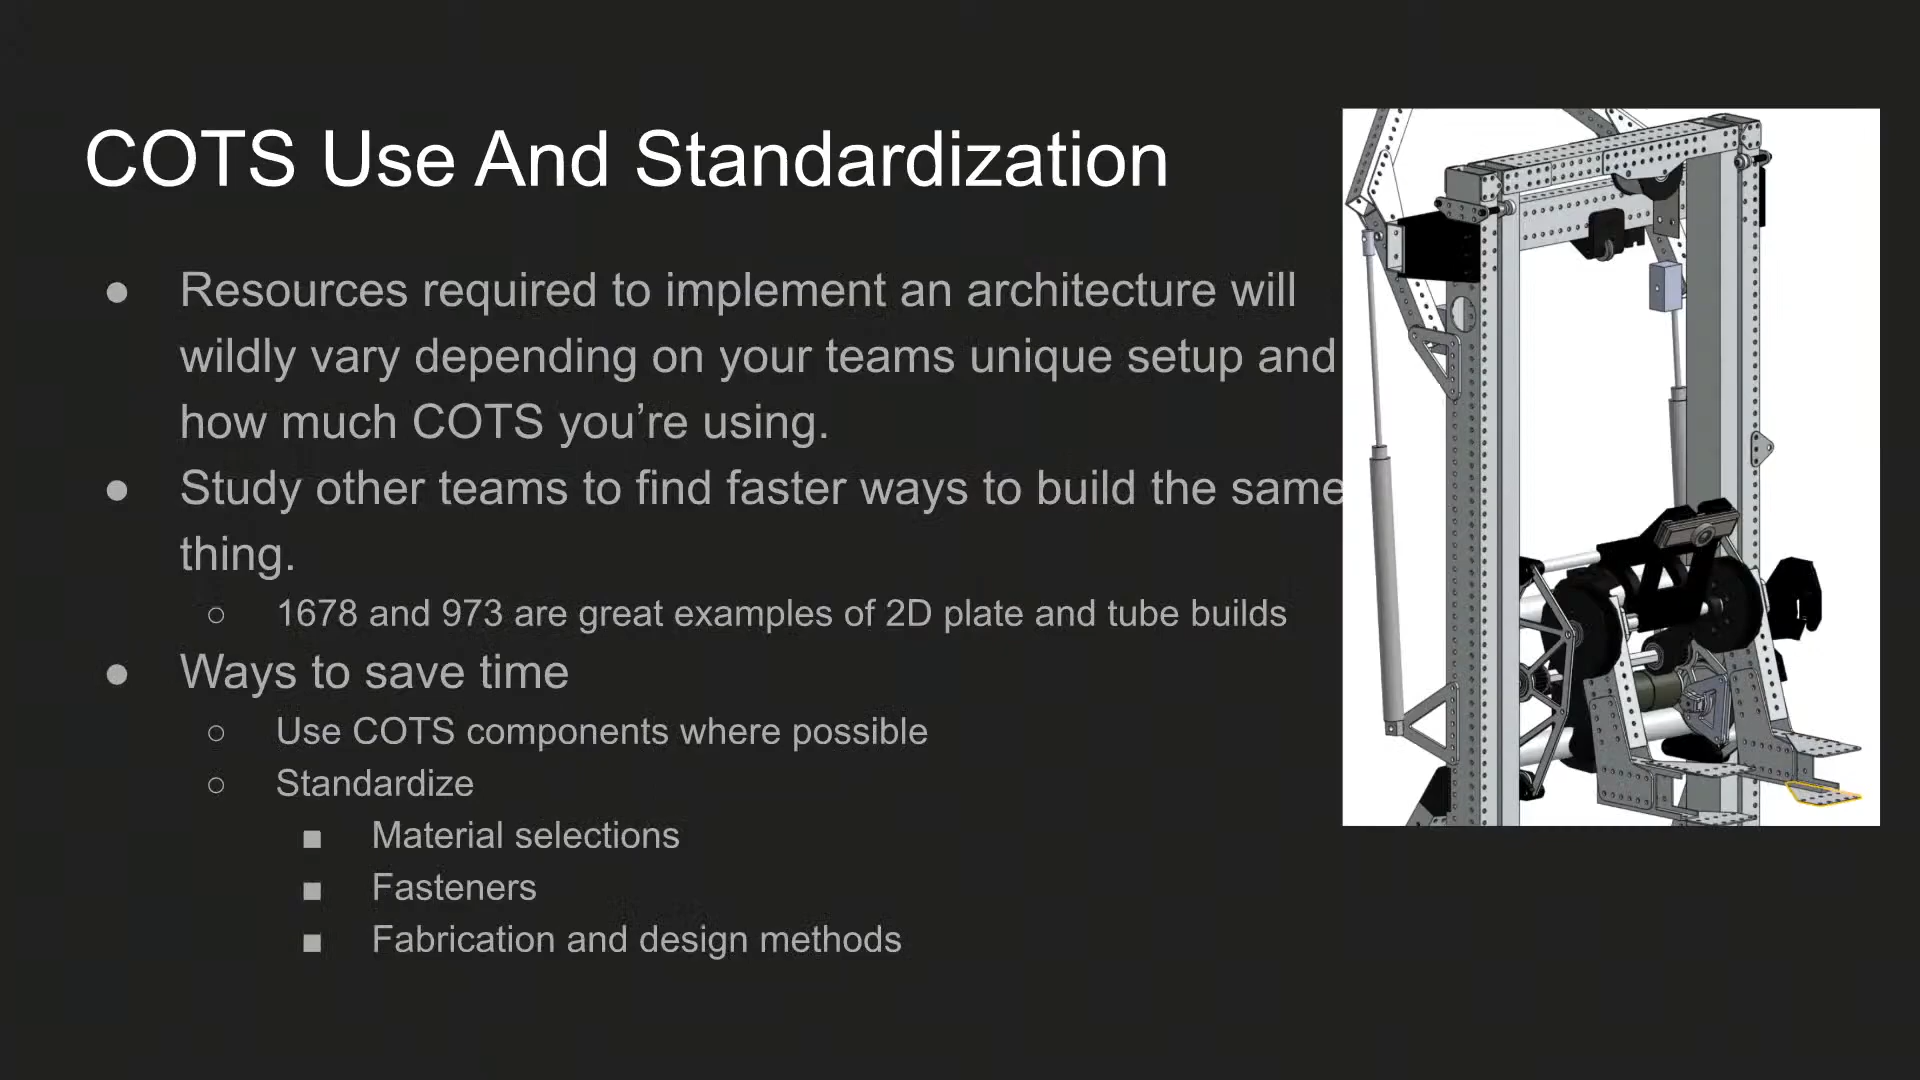 COTS Use And Standardization
● Resources required to implement an architecture will
wildly vary depending on your teams unique setup and
how much COTS you’re using.
● Study other teams to find faster ways to build the same
thing.
○ 1678 and 973 are great examples of 2D plate and tube builds
● Ways to save time
○ Use COTS components where possible
○ Standardize
■ Material selections
■ Fasteners
■ Fabrication and design methods